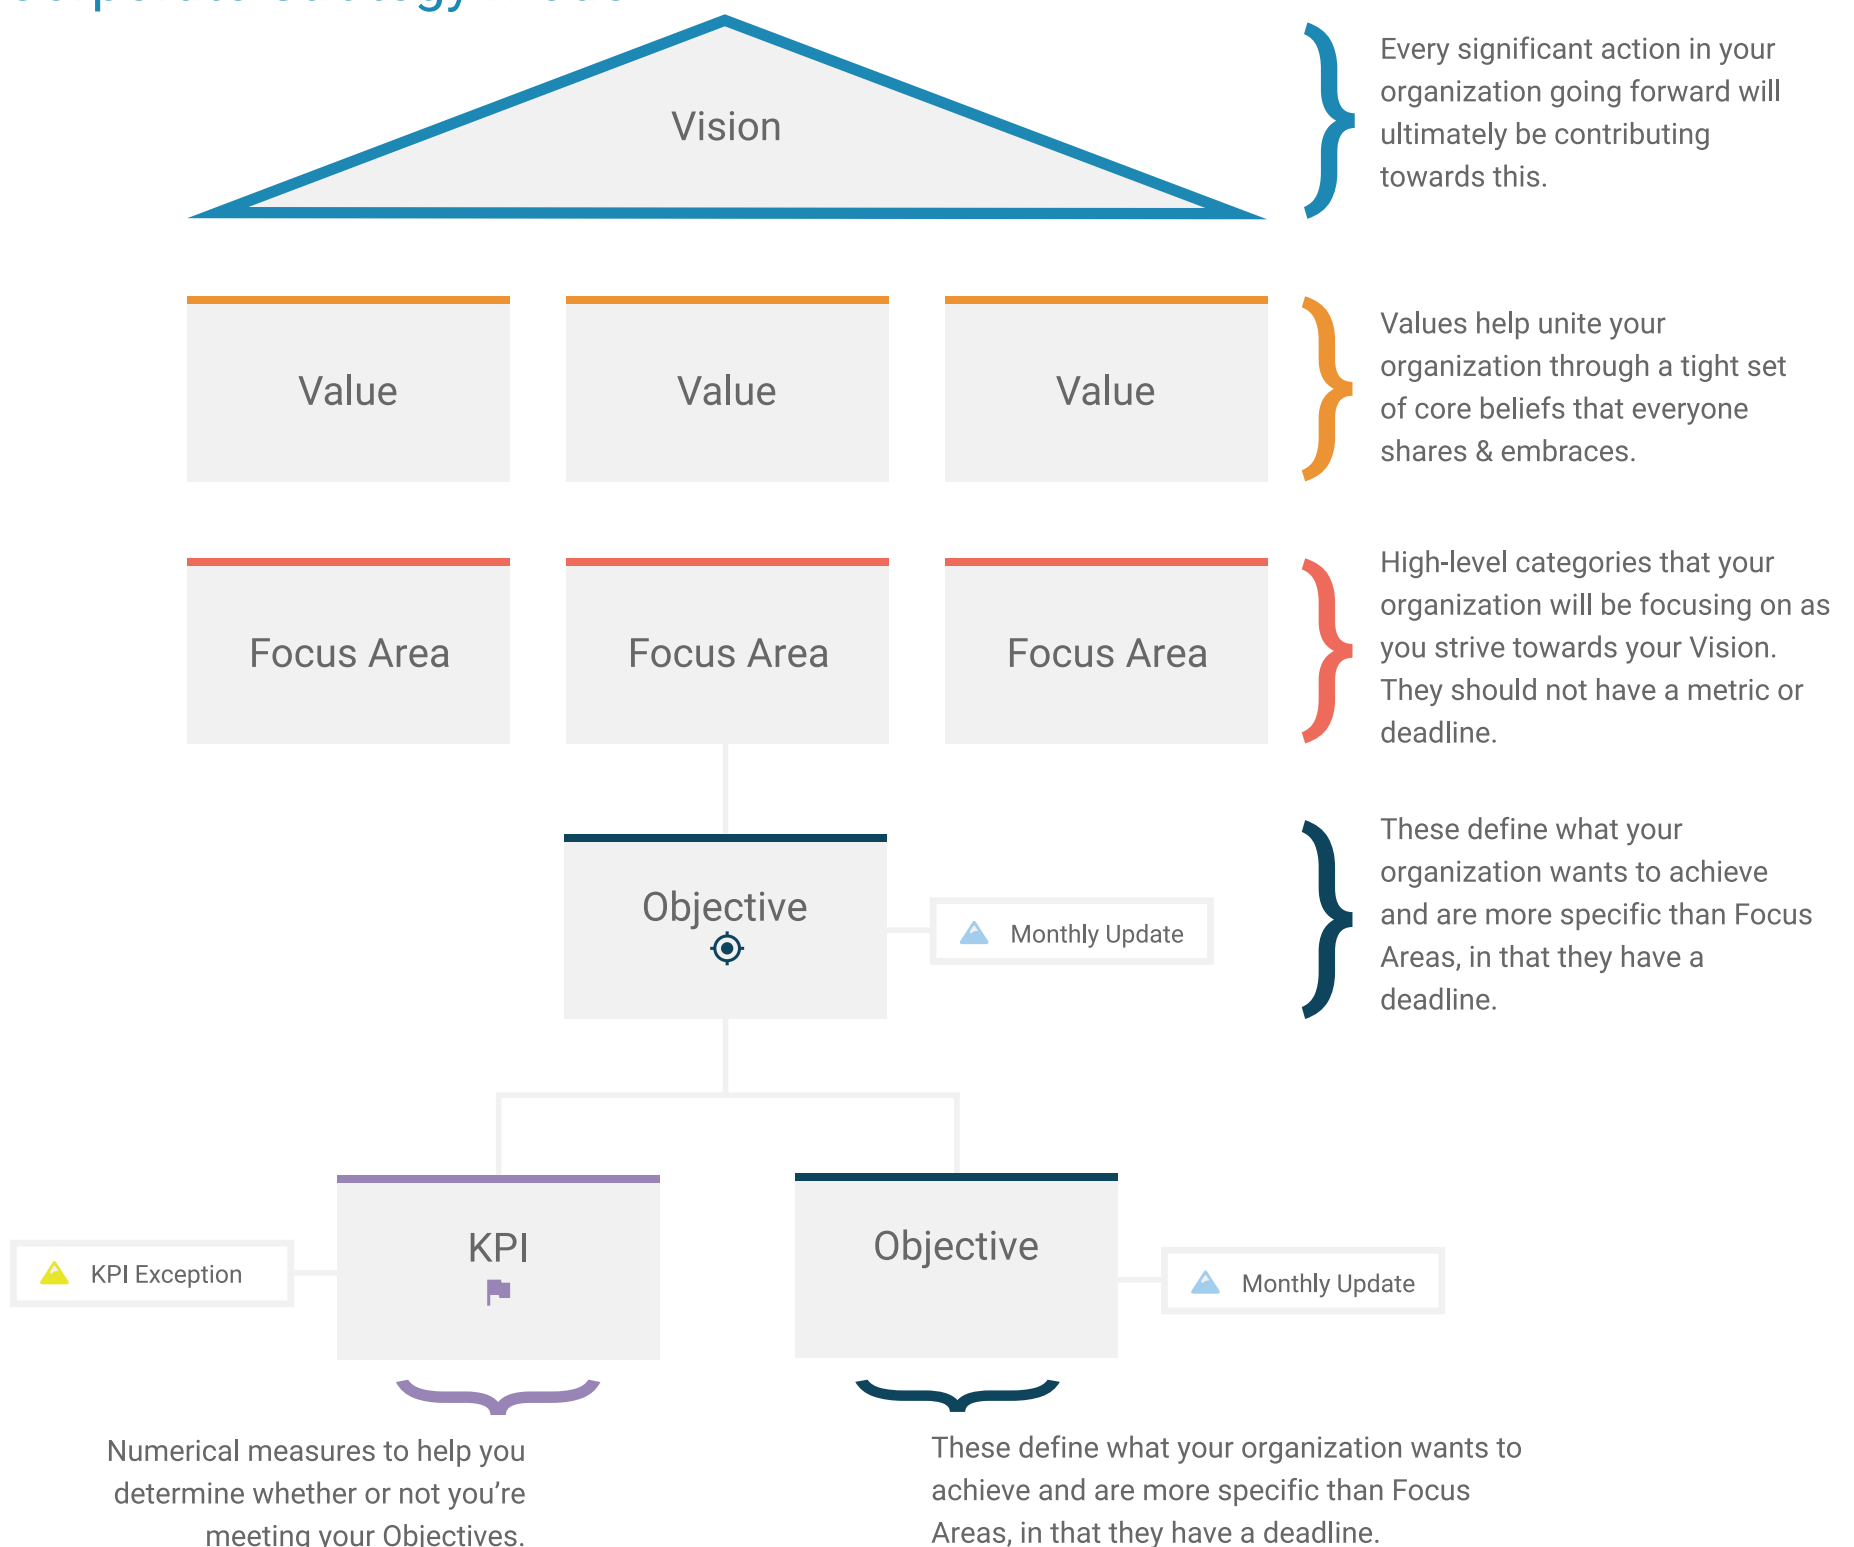 Vision
Every significant action in your
organization going forward will
ultimately be contributing
towards this.
Value
Value
Value
Values help unite your
organization through a tight set
of core beliefs that everyone
shares & embraces.
Focus Area
Focus Area
Focus Area
High-level categories that your
organization will be focusing on as
you strive towards your Vision.
They should not have a metric or
deadline.
Objective
Monthly Update
These define what your
organization wants to achieve
and are more specific than Focus
Areas, in that they have a
deadline.
KPI Exception
KPI
Objective
Monthly Update
Numerical measures to help you
determine whether or not you’re
meeting your Objectives.
These define what your organization wants to
achieve and are more specific than Focus
Areas, in that they have a deadline.